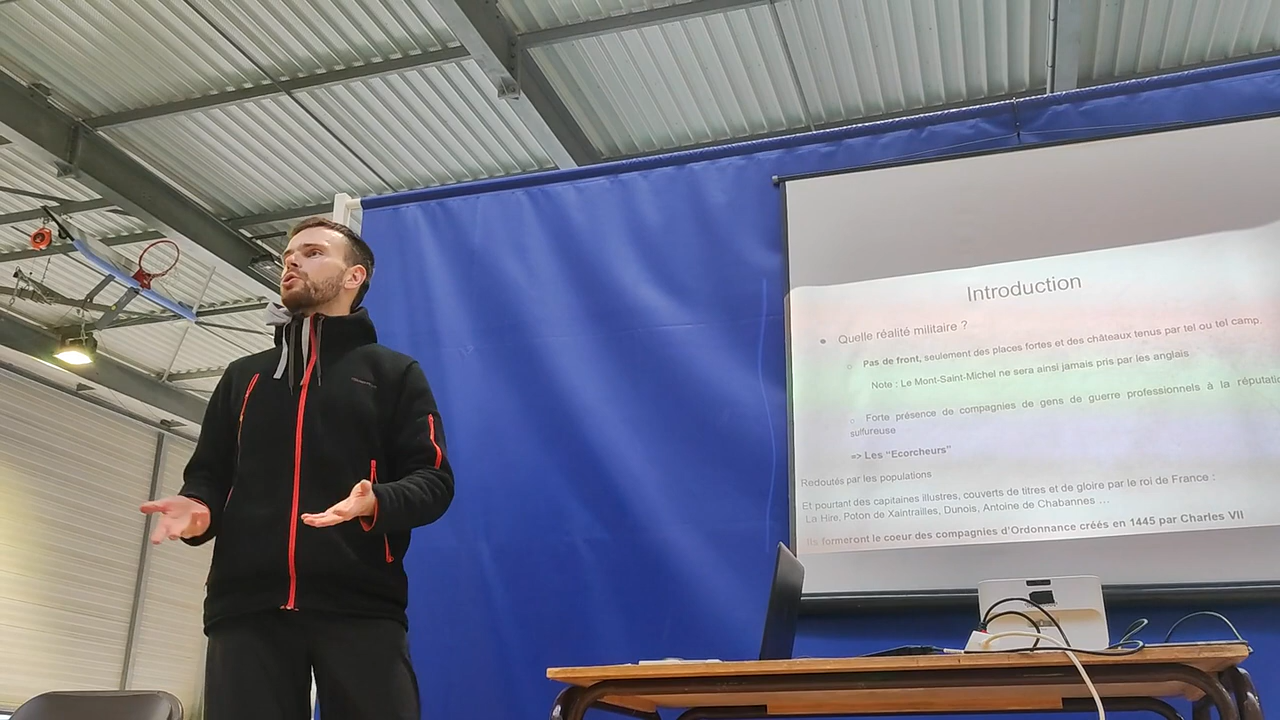 Introduction
Quelle réalité militaire ?
Pas de front, seulement des places fortes et des châteaux tenus par tel ou tel camp.
Note : Le Mont-Saint-Michel ne sera ainsi jamais pris par les anglais
Forte présence de compagnies de gens de guerre professionnels à la réputation
sulfureuse
=> Les “Ecorcheurs”
Redoutés par les populations
Et pourtant des capitaines illustres, couverts de titres et de gloire par le roi de France :
La Hire, Poton de Xaintrailles, Dunois, Antoine de Chabannes ...
Ils formeront le coeur des compagnies d'Ordonnance créés en 1445 par Charles VII